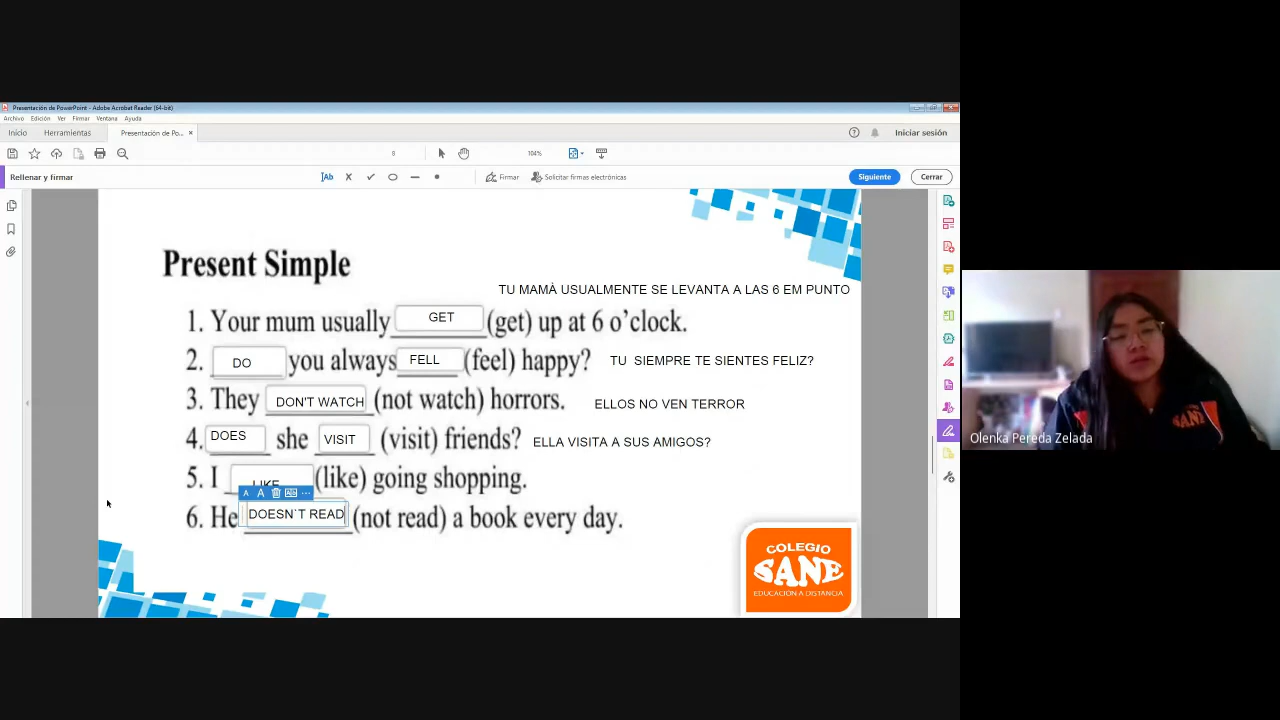 Presentación de PowerPoint - Adobe Acrobat Reader (64-bit)
Archivo Edición Ver Firmar Ventana Ayuda
Inicio Herramientas Presentación de Po... × Iniciar sesión
8 104%
Rellenar y firmar Ab Firmar Solicitar firmas electrónicas Siguiente Cerrar
Present Simple
TU MAMÀ USUALMENTE SE LEVANTA A LAS 6 EM PUNTO
1. Your mum usually GET (get) up at 6 o'clock.
2. DO you always FELL (feel) happy? TU SIEMPRE TE SIENTES FELIZ?
3. They DON'T WATCH (not watch) horrors. ELLOS NO VEN TERROR
4. DOES she VISIT (visit) friends? ELLA VISITA A SUS AMIGOS?
5. I LIKE (like) going shopping.
6. He DOESN`T READ (not read) a book every day.
COLEGIO
SANE
EDUCACIÓN A DISTANCIA
SANE
Olenka Pereda Zelada